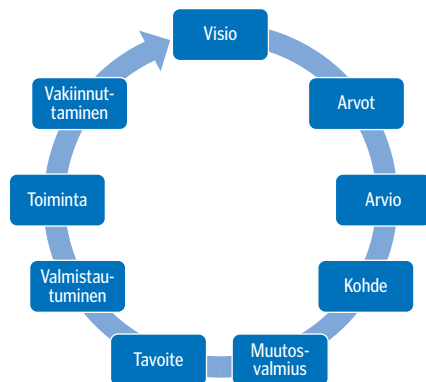 Visio
Arvot
Arvio
Kohde
Muutos-
valmius
Tavoite
Valmistau-
tuminen
Toiminta
Vakiinnut-
taminen